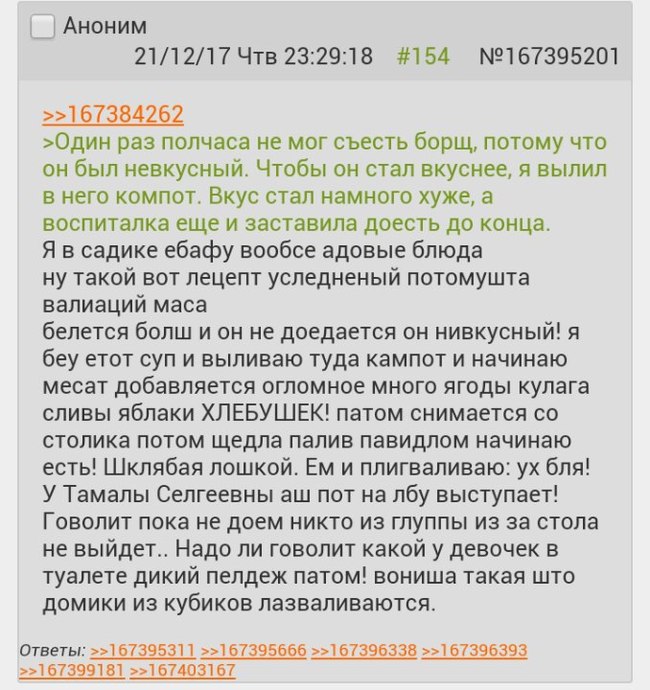 Аноним
21/12/17 Чтв 23:29:18 #154 №167395201
>>167384262
>Один раз полчаса не мог съесть борщ, потому что
он был невкусный. Чтобы он стал вкуснее, я вылил
в него компот. Вкус стал намного хуже, а
воспиталка еще и заставила доесть до конца.
Я в садике ебафу вообсе адовые блюда
ну такой вот лецепт уследненый потомушта
валиаций маса
белется болш и он не доедается он нивкусный! я
беу етот суп и выливаю туда кампот и начинаю
месат добавляется огломное много ягоды кулага
сливы яблаки ХЛЕБУШЕК! патом снимается со
столика потом щедла палив павидлом начинаю
есть! Шклябая лошкой. Ем и плигваливаю: ух бля!
У Тамалы Селгеевны аш пот на лбу выступает!
Говолит пока не доем никто из глуппы из за стола
не выйдет.. Надо ли говолит какой у девочек в
туалете дикий пелдеж патом! вониша такая што
домики из кубиков лазваливаются.
Ответы: >>167395311 >>167395666 >>167396338 >>167396393
>>167399181 >>167403167